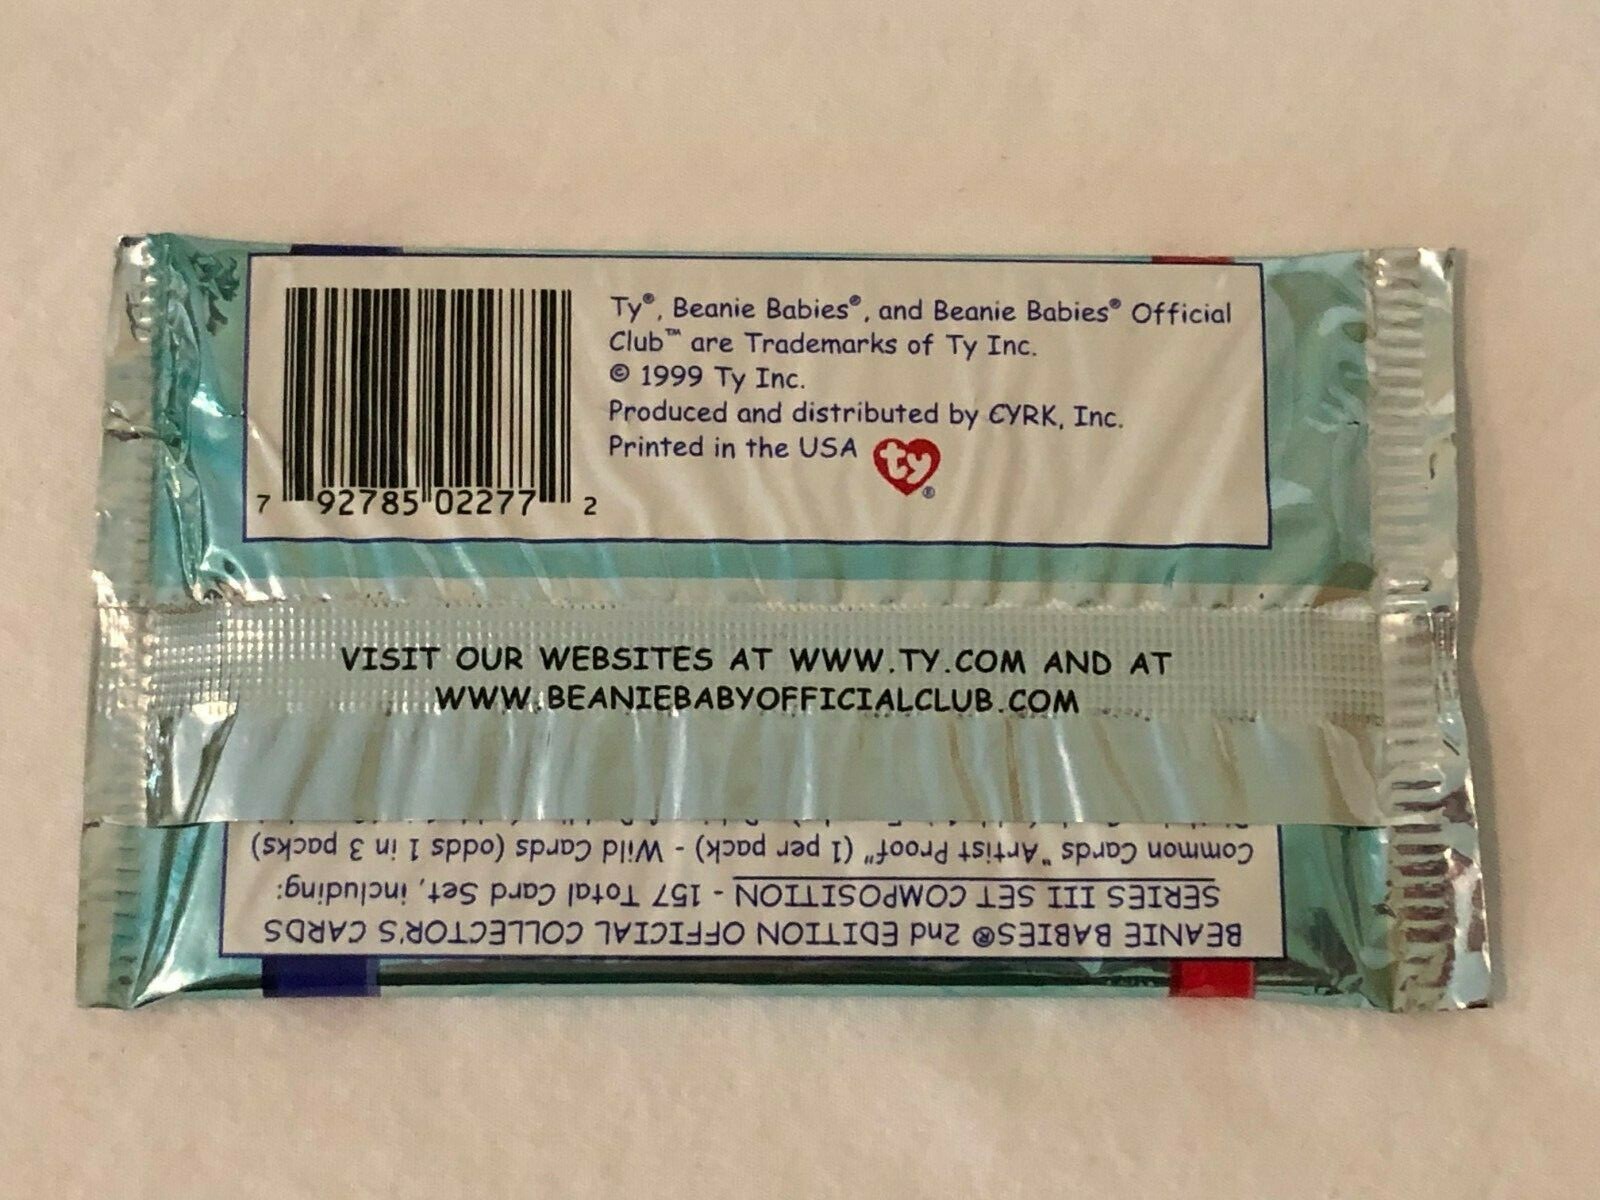 Ty®, Beanie Babies®, and Beanie Babies® Official
Club™ are Trademarks of Ty Inc.
© 1999 Ty Inc.
Produced and distributed by CYRK, Inc.
Printed in the USA
ty®
7 92785 02277 2
VISIT OUR WEBSITES AT WWW.TY.COM AND AT
WWW.BEANIEBABYOFFICIALCLUB.COM
BEANIE BABIES® 2nd EDITION OFFICIAL COLLECTOR'S CARDS
SERIES III SET COMPOSITION - 157 Total Card Set, including:
Common Cards "Artist Proof" (1 per pack) - Wild Cards (odds 1 in 3 packs)